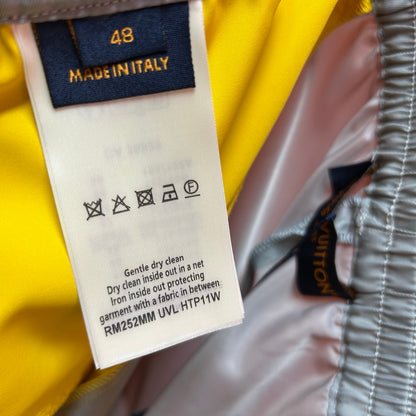 48
MADE IN ITALY
F
Gentle dry clean
Dry clean inside out in a net
Iron inside out protecting
garment with a fabric in between
RM252MM UVL HTP11W
VUITTON